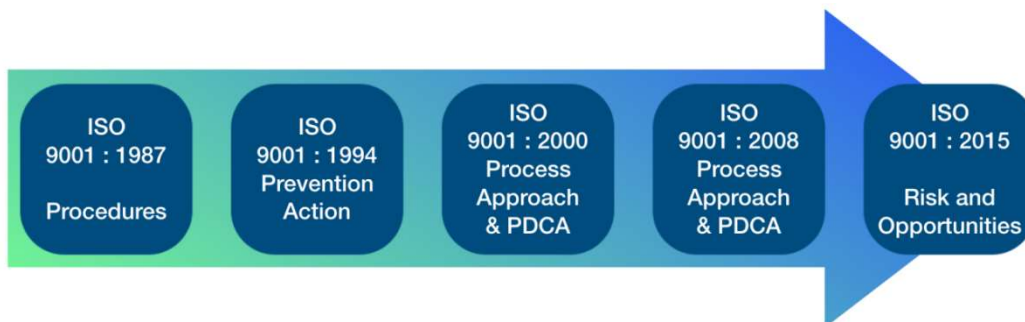 ISO
9001 : 1987
Procedures
ISO
9001 : 1994
Prevention
Action
ISO
9001 : 2000
Process
Approach
& PDCA
ISO
9001 : 2008
Process
Approach
& PDCA
ISO
9001 : 2015
Risk and
Opportunities